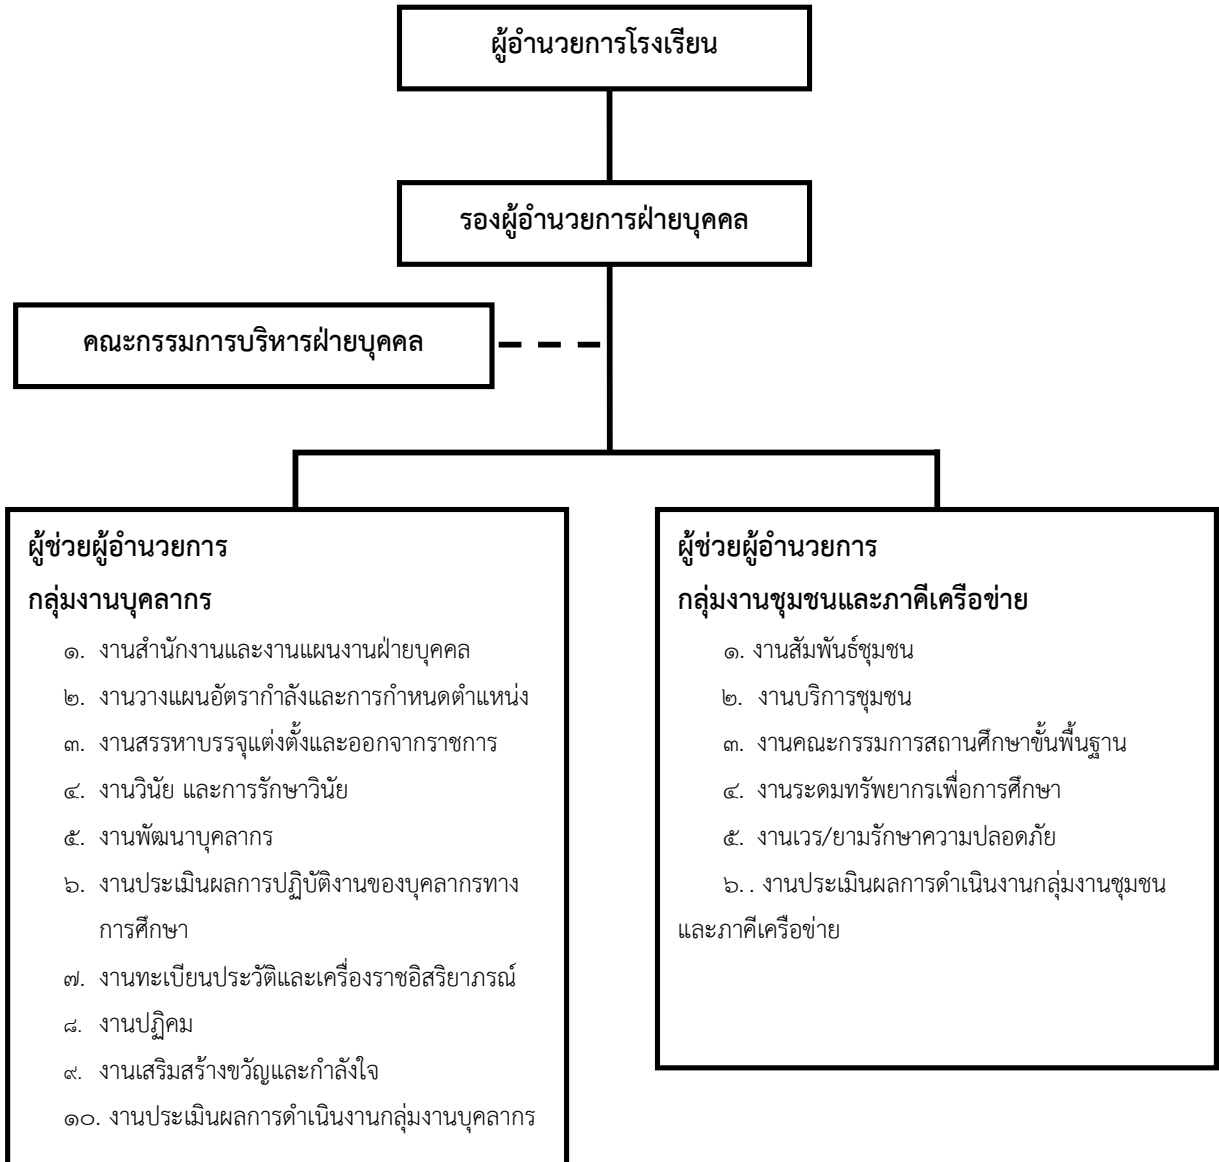 ผู้อำนวยการโรงเรียน
รองผู้อำนวยการฝ่ายบุคคล
คณะกรรมการบริหารฝ่ายบุคคล
ผู้ช่วยผู้อำนวยการ
กลุ่มงานบุคลากร
๑. งานสำนักงานและงานแผนงานฝ่ายบุคคล
๒. งานวางแผนอัตรากำลังและการกำหนดตำแหน่ง
๓. งานสรรหาบรรจุแต่งตั้งและออกจากราชการ
๔. งานวินัย และการรักษาวินัย
๕. งานพัฒนาบุคลากร
๖. งานประเมินผลการปฏิบัติงานของบุคลากรทาง
การศึกษา
๗. งานทะเบียนประวัติและเครื่องราชอิสริยาภรณ์
๘. งานปฏิคม
๙. งานเสริมสร้างขวัญและกำลังใจ
๑๐. งานประเมินผลการดำเนินงานกลุ่มงานบุคลากร
ผู้ช่วยผู้อำนวยการ
กลุ่มงานชุมชนและภาคีเครือข่าย
๑. งานสัมพันธ์ชุมชน
๒. งานบริการชุมชน
๓. งานคณะกรรมการสถานศึกษาขั้นพื้นฐาน
๔. งานระดมทรัพยากรเพื่อการศึกษา
๕. งานเวร/ยามรักษาความปลอดภัย
๖. . งานประเมินผลการดำเนินงานกลุ่มงานชุมชน
และภาคีเครือข่าย